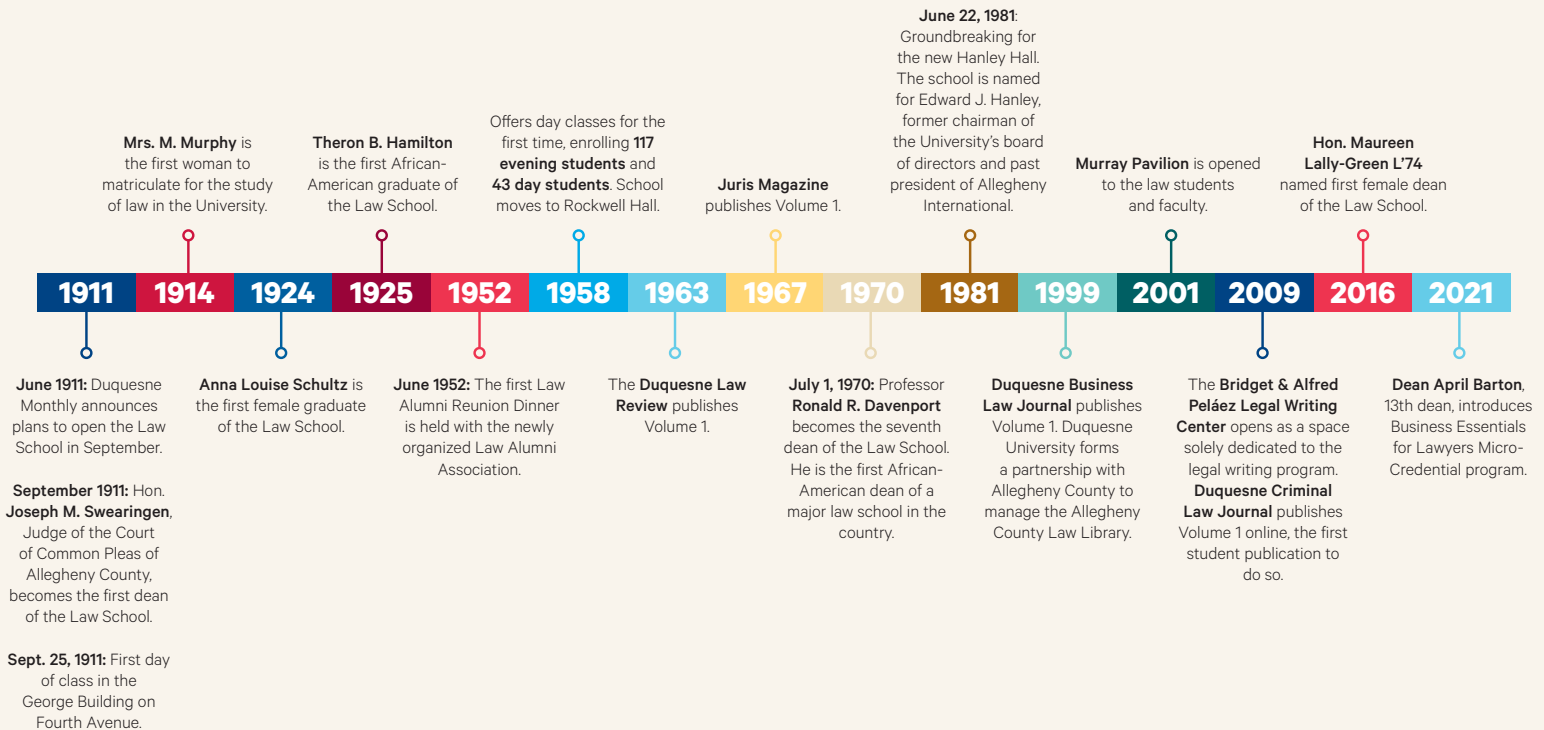 June 22, 1981:
Groundbreaking for
the new Hanley Hall.
The school is named
for Edward J. Hanley,
former chairman of
the University's board
of directors and past
president of Allegheny
International.
Mrs. M. Murphy is
the first woman to
matriculate for the study
of law in the University.
Theron B. Hamilton
is the first African-
American graduate of
the Law School.
Offers day classes for the
first time, enrolling 117
evening students and
43 day students. School
moves to Rockwell Hall.
Juris Magazine
publishes Volume 1.
Murray Pavilion is opened
to the law students
and faculty.
Hon. Maureen
Lally-Green L'74
named first female dean
of the Law School.
1911 1914 1924 1925 1952 1958 1963 1967 1970 1981 1999 2001 2009 2016 2021
June 1911: Duquesne
Monthly announces
plans to open the Law
School in September.
September 1911: Hon.
Joseph M. Swearingen,
Judge of the Court
of Common Pleas of
Allegheny County,
becomes the first dean
of the Law School.
Sept. 25, 1911: First day
of class in the
George Building on
Fourth Avenue.
Anna Louise Schultz is
the first female graduate
of the Law School.
June 1952: The first Law
Alumni Reunion Dinner
is held with the newly
organized Law Alumni
Association.
The Duquesne Law
Review publishes
Volume 1.
July 1, 1970: Professor
Ronald R. Davenport
becomes the seventh
dean of the Law School.
He is the first African-
American dean of a
major law school in the
country.
Duquesne Business
Law Journal publishes
Volume 1. Duquesne
University forms
a partnership with
Allegheny County to
manage the Allegheny
County Law Library.
The Bridget & Alfred
Peláez Legal Writing
Center opens as a space
solely dedicated to the
legal writing program.
Duquesne Criminal
Law Journal publishes
Volume 1 online, the first
student publication to
do so.
Dean April Barton,
13th dean, introduces
Business Essentials
for Lawyers Micro-
Credential program.